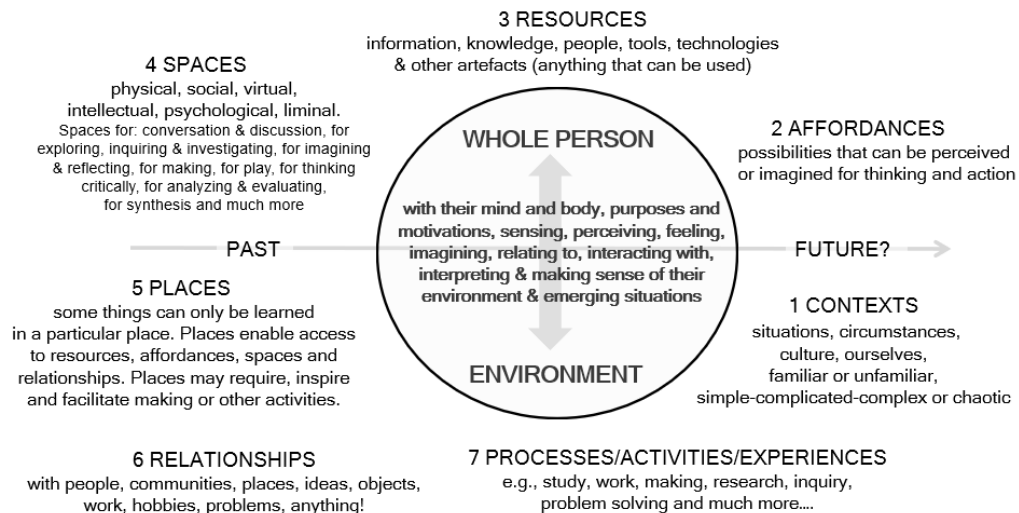 3 RESOURCES
information, knowledge, people, tools, technologies
& other artefacts (anything that can be used)
4 SPACES
physical, social, virtual,
intellectual, psychological, liminal.
Spaces for: conversation & discussion, for
exploring, inquiring & investigating, for imagining
& reflecting, for making, for play, for thinking
critically, for analyzing & evaluating,
for synthesis and much more
WHOLE PERSON
with their mind and body, purposes and
motivations, sensing, perceiving, feeling,
imagining, relating to, interacting with,
interpreting & making sense of their
environment & emerging situations
ENVIRONMENT
2 AFFORDANCES
possibilities that can be perceived
or imagined for thinking and action
PAST
FUTURE?
5 PLACES
some things can only be learned
in a particular place. Places enable access
to resources, affordances, spaces and
relationships. Places may require, inspire
and facilitate making or other activities.
1 CONTEXTS
situations, circumstances,
culture, ourselves,
familiar or unfamiliar,
simple-complicated-complex or chaotic
6 RELATIONSHIPS
with people, communities, places, ideas, objects,
work, hobbies, problems, anything!
7 PROCESSES/ACTIVITIES/EXPERIENCES
e.g., study, work, making, research, inquiry,
problem solving and much more....